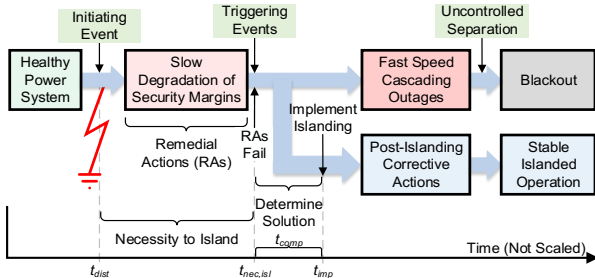 Initiating
Event
Triggering
Events
Uncontrolled
Separation
Healthy
Power
System
Slow
Degradation of
Security Margins
Fast Speed
Cascading
Outages
Blackout
Implement
Islanding
Remedial
Actions (RAs)
RAs
Fail
Post-Islanding
Corrective
Actions
Stable
Islanded
Operation
Determine
Solution
Necessity to Island
t_comp
Time (Not Scaled)
t_dist
t_nec,isl
t_imp